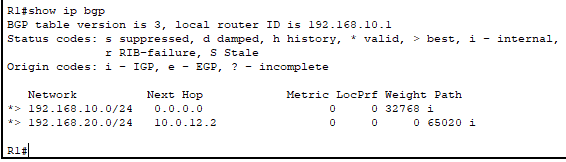 R1#show ip bgp
BGP table version is 3, local router ID is 192.168.10.1
Status codes: s suppressed, d damped, h history, * valid, > best, i - internal,
r RIB-failure, S Stale
Origin codes: i - IGP, e - EGP, ? - incomplete
Network Next Hop Metric LocPrf Weight Path
*> 192.168.10.0/24 0.0.0.0 0 0 32768 i
*> 192.168.20.0/24 10.0.12.2 0 0 0 65020 i
R1#